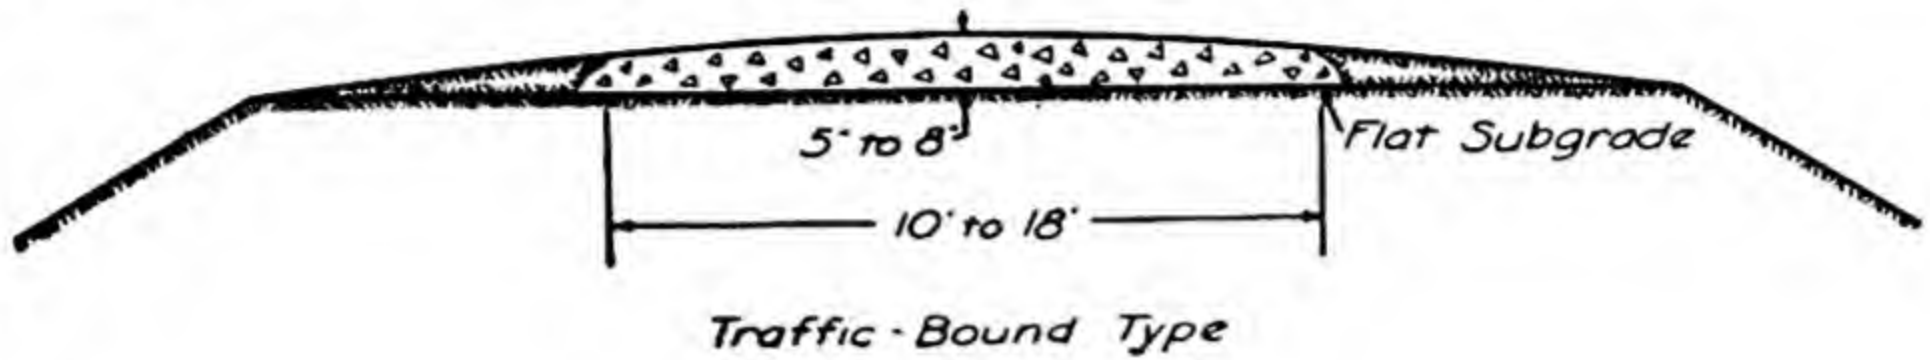 5" to 8"
Flat Subgrade
10' to 18'
Traffic - Bound Type